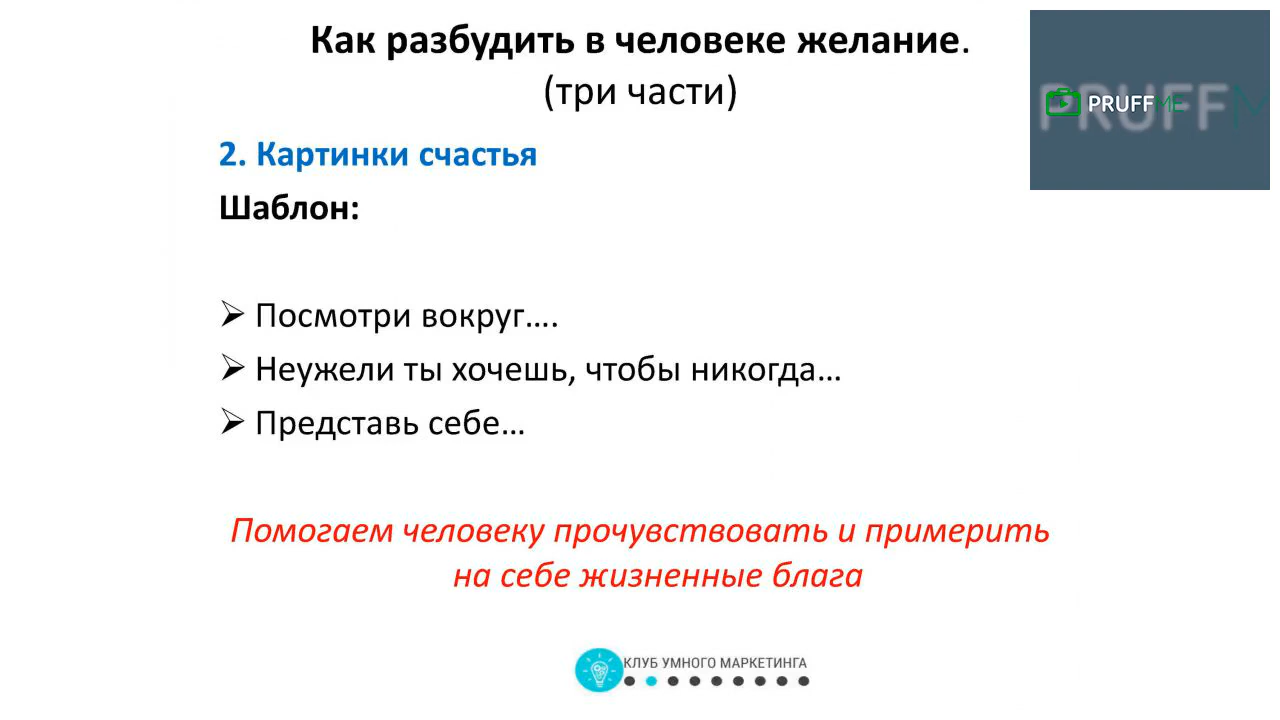 Как разбудить в человеке желание.
(три части)
PRUFFME
2. Картинки счастья
Шаблон:
➢ Посмотри вокруг....
➢ Неужели ты хочешь, чтобы никогда...
➢ Представь себе...
Помогаем человеку прочувствовать и примерить
на себе жизненные блага
КЛУБ УМНОГО МАРКЕТИНГА